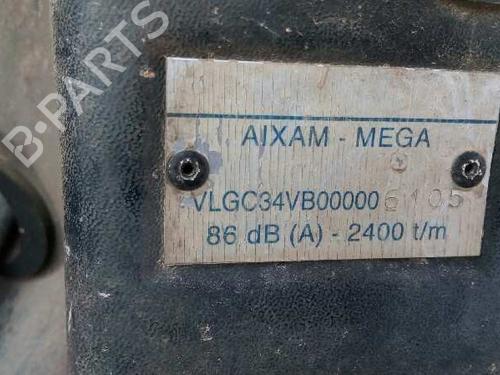 B-PARTS
AIXAM - MEGA
VLGC34VB000006105
86 dB (A) - 2400 t/m